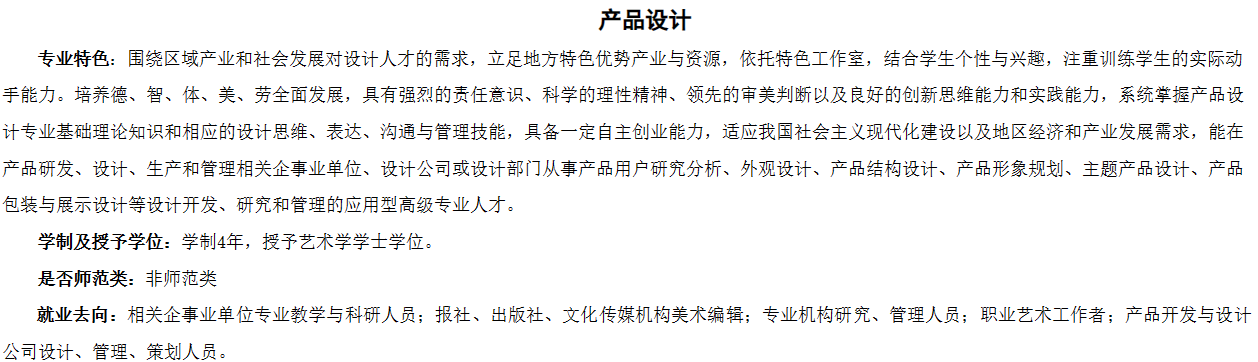 产品设计
专业特色：围绕区域产业和社会发展对设计人才的需求，立足地方特色优势产业与资源，依托特色工作室，结合学生个性与兴趣，注重训练学生的实际动
手能力。培养德、智、体、美、劳全面发展，具有强烈的责任意识、科学的理性精神、领先的审美判断以及良好的创新思维能力和实践能力，系统掌握产品设
计专业基础理论知识和相应的设计思维、表达、沟通与管理技能，具备一定自主创业能力，适应我国社会主义现代化建设以及地区经济和产业发展需求，能在
产品研发、设计、生产和管理相关企事业单位、设计公司或设计部门从事产品用户研究分析、外观设计、产品结构设计、产品形象规划、主题产品设计、产品
包装与展示设计等设计开发、研究和管理的应用型高级专业人才。
学制及授予学位：学制4年，授予艺术学学士学位。
是否师范类：非师范类
就业去向：相关企事业单位专业教学与科研人员；报社、出版社、文化传媒机构美术编辑；专业机构研究、管理人员；职业艺术工作者；产品开发与设计
公司设计、管理、策划人员。